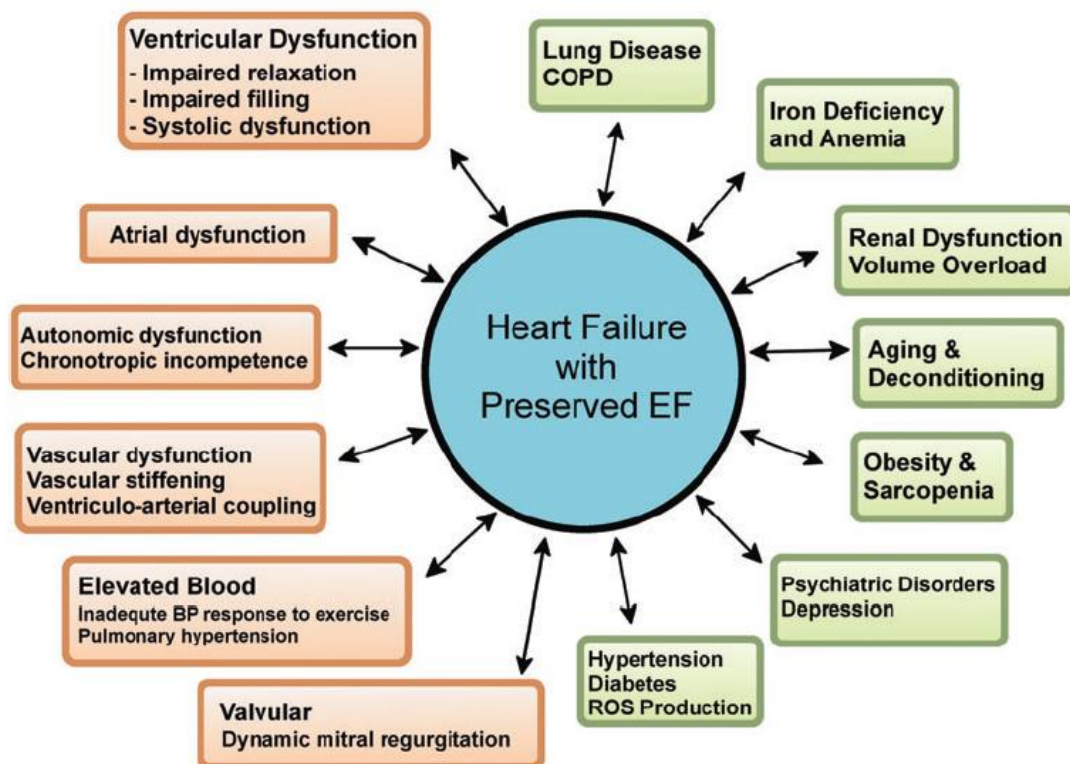 Ventricular Dysfunction
- Impaired relaxation
- Impaired filling
- Systolic dysfunction
Lung Disease
COPD
Iron Deficiency
and Anemia
Atrial dysfunction
Renal Dysfunction
Volume Overload
Autonomic dysfunction
Chronotropic incompetence
Heart Failure
with
Preserved EF
Aging &
Deconditioning
Vascular dysfunction
Vascular stiffening
Ventriculo-arterial coupling
Obesity &
Sarcopenia
Elevated Blood
Inadequte BP response to exercise
Pulmonary hypertension
Psychiatric Disorders
Depression
Hypertension
Diabetes
ROS Production
Valvular
Dynamic mitral regurgitation